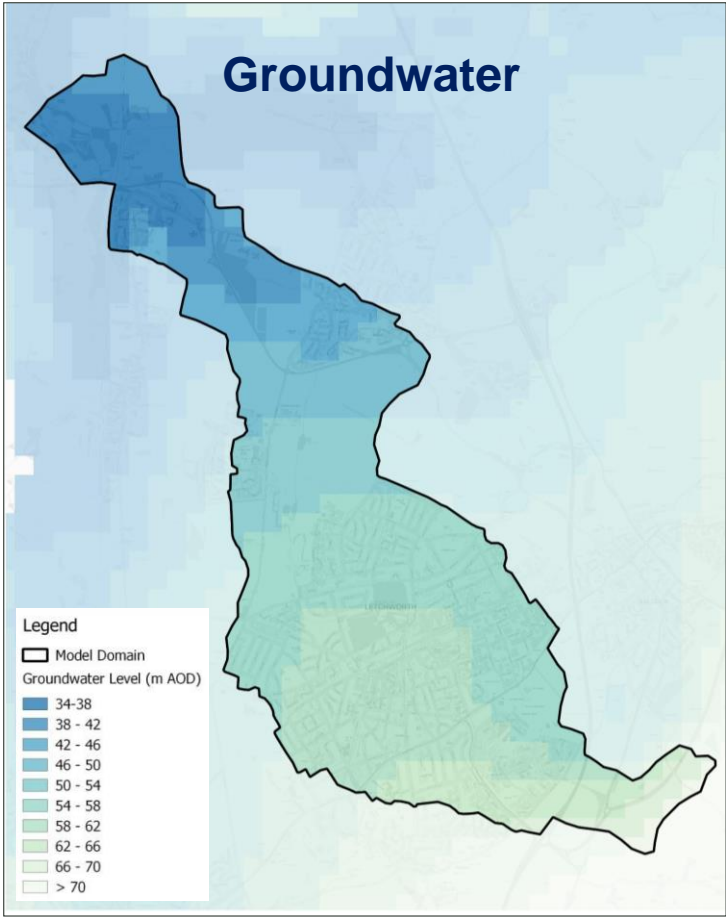 Groundwater
LETCHWORTH
Legend
Model Domain
Groundwater Level (m AOD)
34-38
38 - 42
42 - 46
46 - 50
50 - 54
54 - 58
58 - 62
62 - 66
66 - 70
> 70